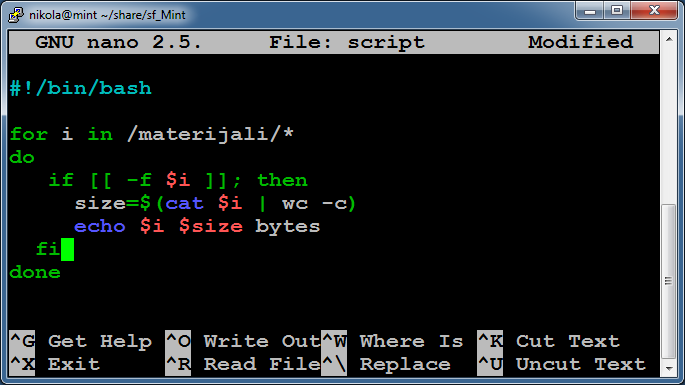 nikola@mint ~/share/sf_Mint
GNU nano 2.5. File: script Modified
#!/bin/bash
for i in /materijali/*
do
if [[ -f $i ]]; then
size=$(cat $i | wc -c)
echo $i $size bytes
fi
done
^G Get Help ^O Write Out ^W Where Is ^K Cut Text
^X Exit ^R Read File ^\ Replace ^U Uncut Text